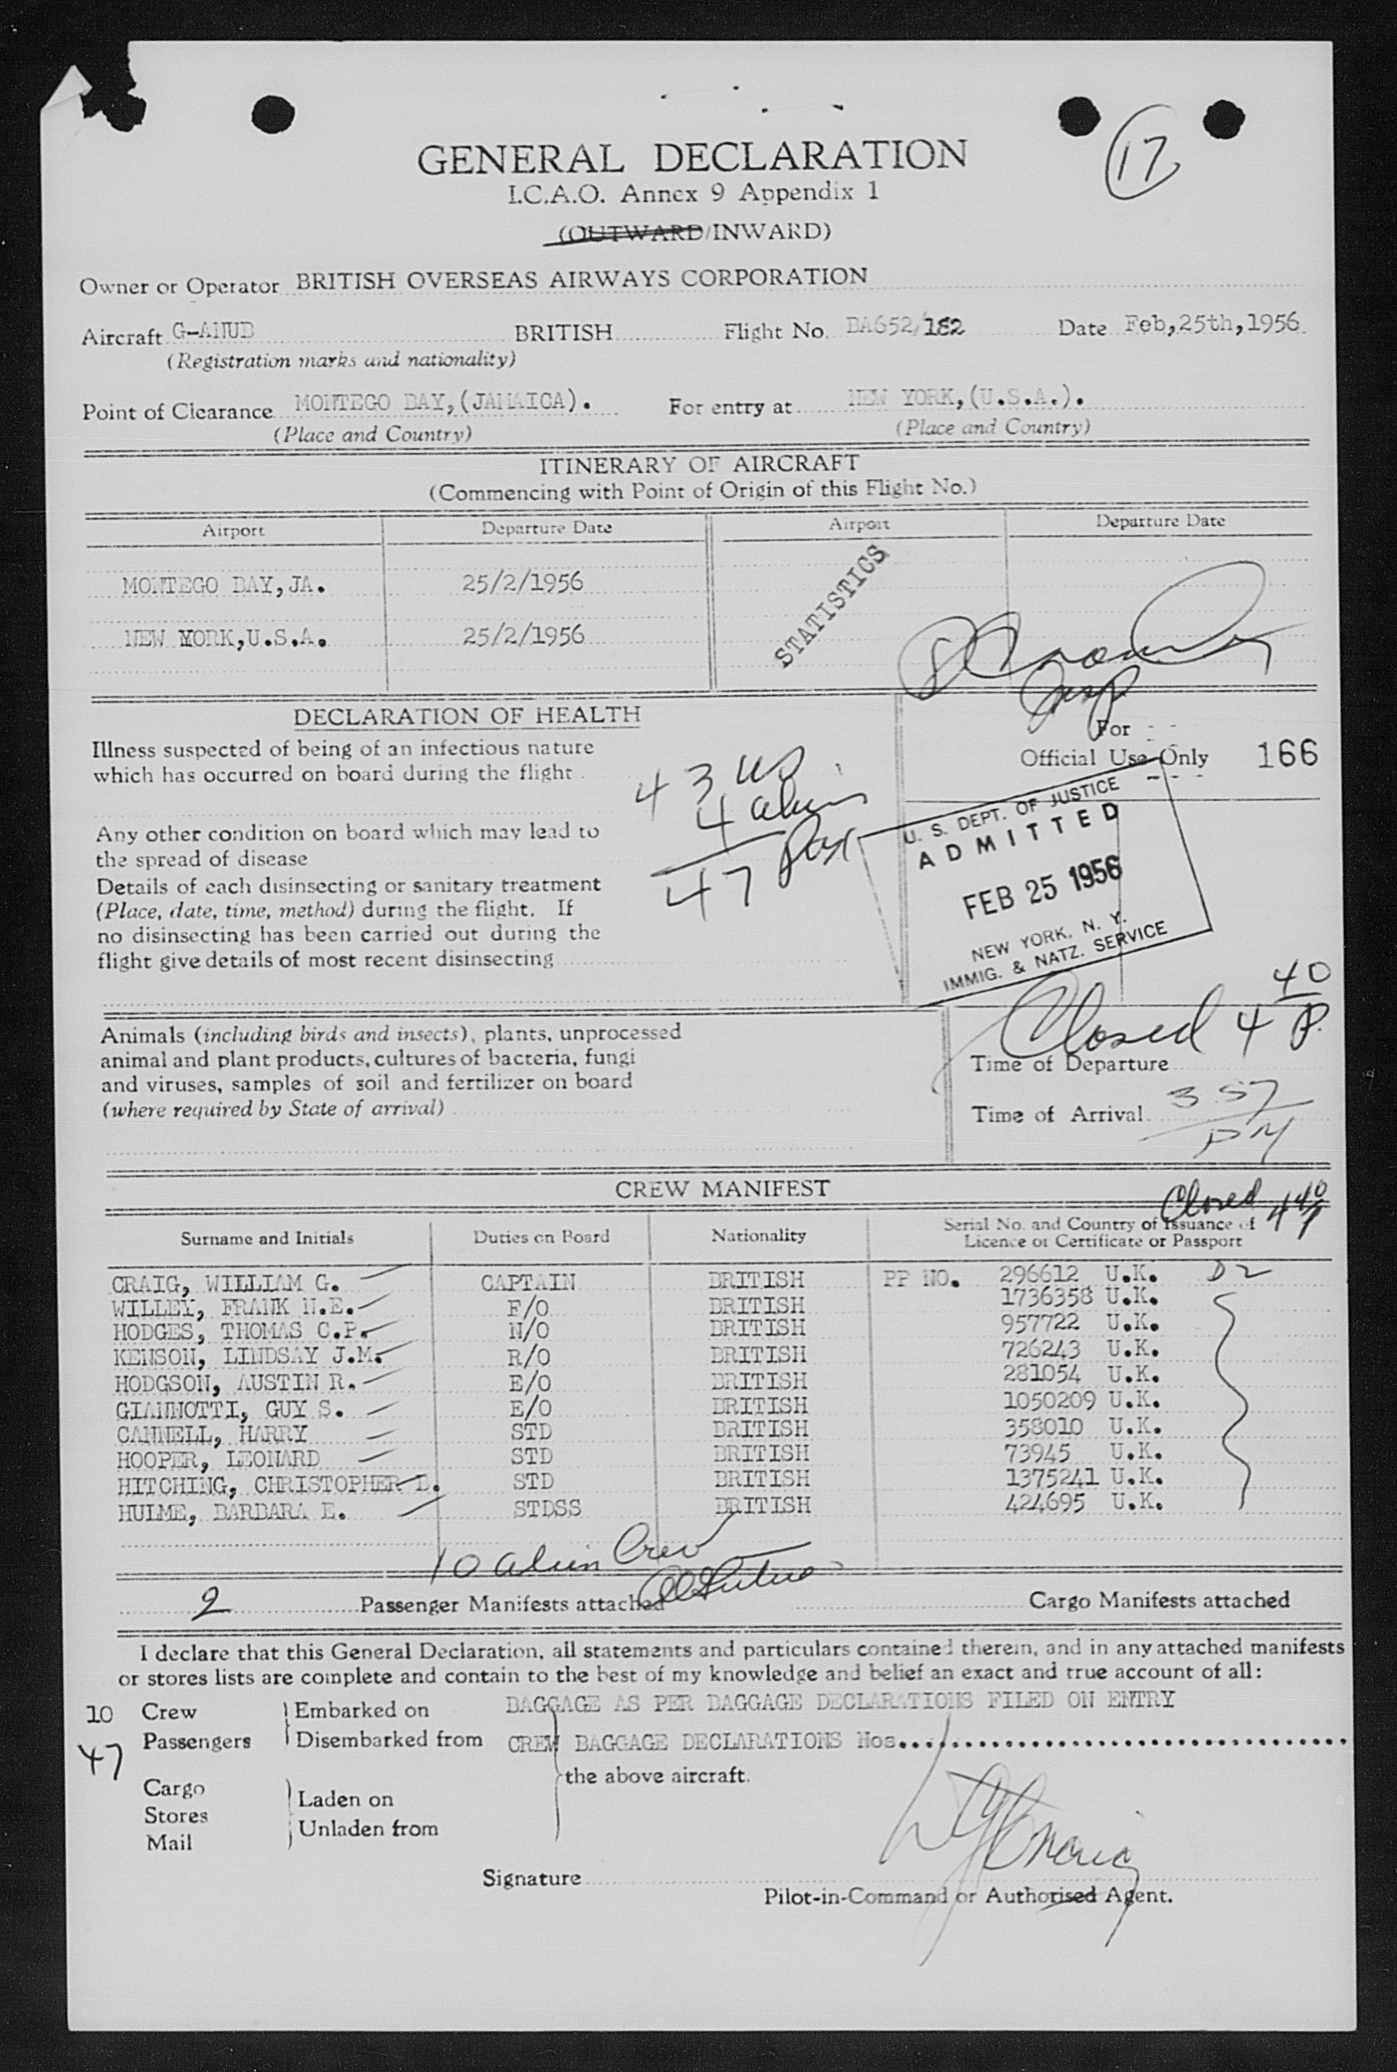 17
GENERAL DECLARATION
I.C.A.O. Annex 9 Appendix 1
(OUTWARD/INWARD)
Owner or Operator BRITISH OVERSEAS AIRWAYS CORPORATION
Aircraft BRITISH Flight No. BA652/182 Date Feb,25th,1956.
(Registration marks and nationality)
Point of Clearance MONTEGO BAY,(JAMAICA). For entry at NEW YORK,(U.S.A.).
(Place and Country) (Place and Country)
ITINERARY OF AIRCRAFT
(Commencing with Point of Origin of this Flight No.)
Airport Departure Date Airport Departure Date
MONTEGO BAY,JA. 25/2/1956
STATISTICS
NEW YORK,U.S.A. 25/2/1956
Insp
DECLARATION OF HEALTH
Illness suspected of being of an infectious nature
which has occurred on board during the flight
For
Official Use Only 166
43 US
4 alien
47 Pax
Any other condition on board which may lead to
the spread of disease
Details of each disinsecting or sanitary treatment
(Place, date, time, method) during the flight. If
no disinsecting has been carried out during the
flight give details of most recent disinsecting
U. S. DEPT. OF JUSTICE
ADMITTED
FEB 25 1956
NEW YORK, N. Y.
IMMIG. & NATZ. SERVICE
Animals (including birds and insects), plants, unprocessed
animal and plant products, cultures of bacteria, fungi
and viruses, samples of soil and fertilizer on board
(where required by State of arrival)
Closed 4 40 P.
Time of Departure
Time of Arrival 3 57 PM
CREW MANIFEST
Closed 4 40 P
Surname and Initials Duties on Board Nationality Serial No. and Country of Issuance of
Licence or Certificate or Passport
CRAIG, WILLIAM G. CAPTAIN BRITISH PP NO. 296612 U.K. D2
WILLEY, FRANK N.E. F/O BRITISH 1736358 U.K.
HODGES, THOMAS C.P. N/O BRITISH 957722 U.K.
KENSON, LINDSAY J.M. R/O BRITISH 726243 U.K.
HODGSON, AUSTIN R. E/O BRITISH 281054 U.K.
GIANNOTTI, GUY S. E/O BRITISH 1050209 U.K.
CANNELL, HARRY STD BRITISH 358010 U.K.
HOOPER, LEONARD STD BRITISH 73945 U.K.
HITCHING, CHRISTOPHER D. STD BRITISH 1375241 U.K.
HULME, BARBARA E. STDSS BRITISH 424695 U.K.
10 alien Crew
2 Passenger Manifests attached Cargo Manifests attached
I declare that this General Declaration, all statements and particulars contained therein, and in any attached manifests
or stores lists are complete and contain to the best of my knowledge and belief an exact and true account of all:
10 Crew Embarked on BAGGAGE AS PER BAGGAGE DECLARATIONS FILED ON ENTRY
47 Passengers Disembarked from CREW BAGGAGE DECLARATIONS Nos.
the above aircraft.
Cargo
Stores Laden on
Mail Unladen from
Signature W G Craig
Pilot-in-Command or Authorised Agent.